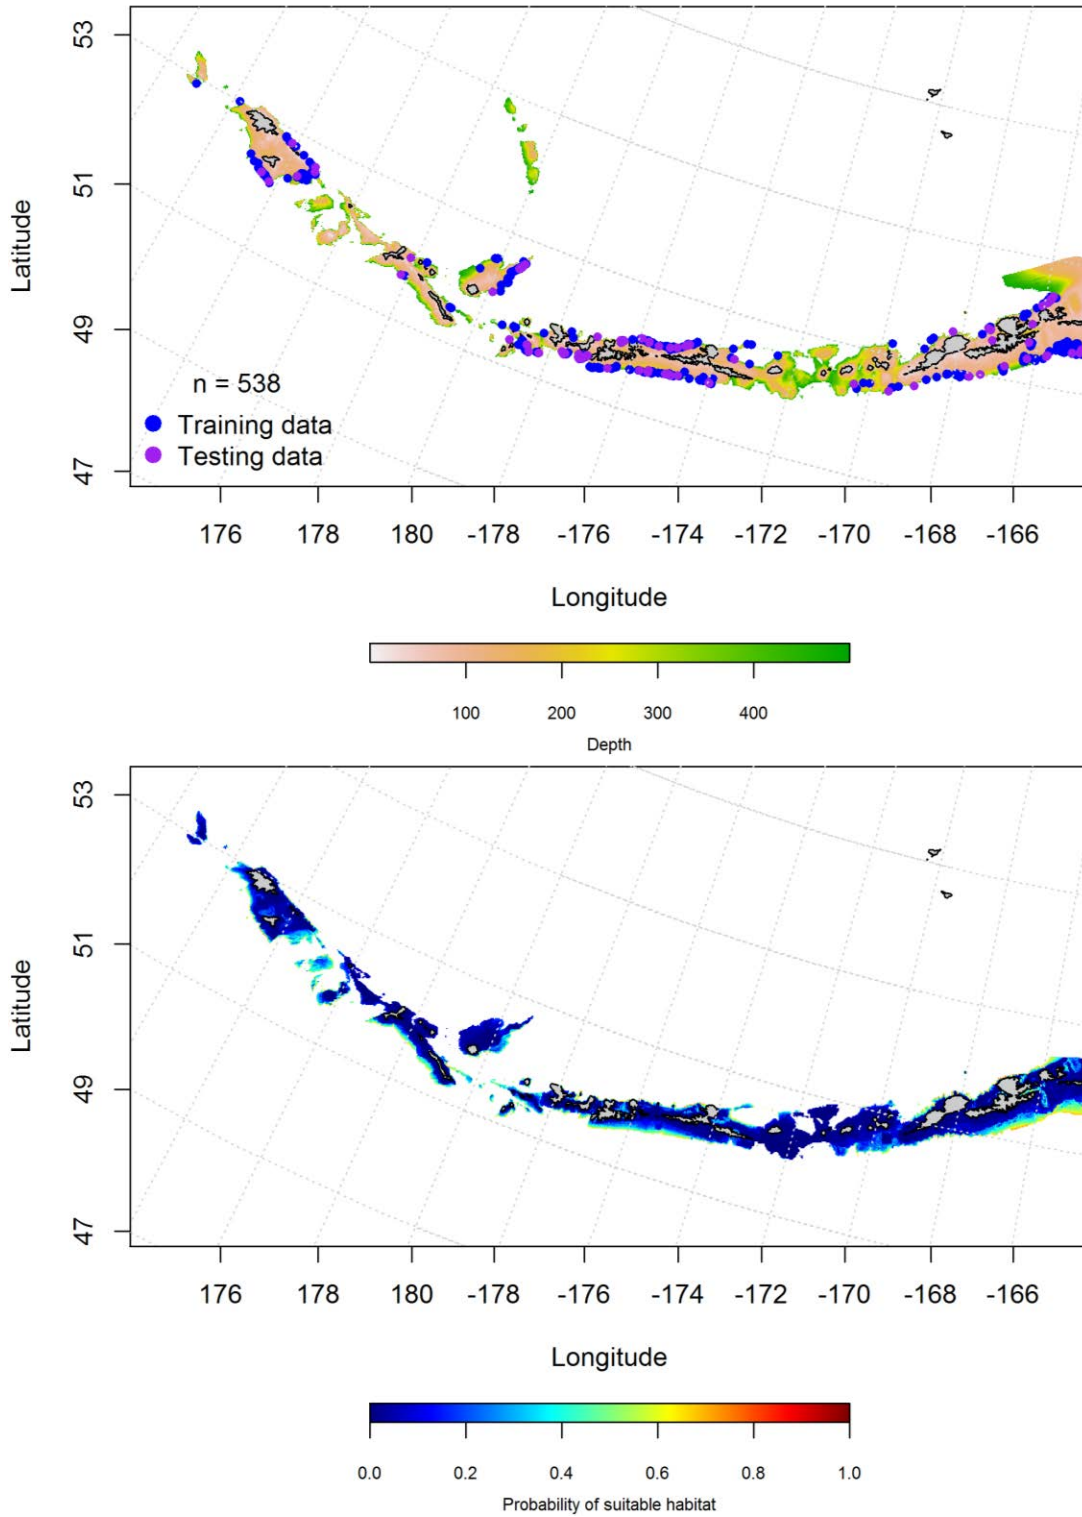 53
51
49
47
n = 538
Training data
Testing data
176 178 180 -178 -176 -174 -172 -170 -168 -166
Latitude
Longitude
100 200 300 400
Depth
53
51
49
47
176 178 180 -178 -176 -174 -172 -170 -168 -166
Latitude
Longitude
0.0 0.2 0.4 0.6 0.8 1.0
Probability of suitable habitat